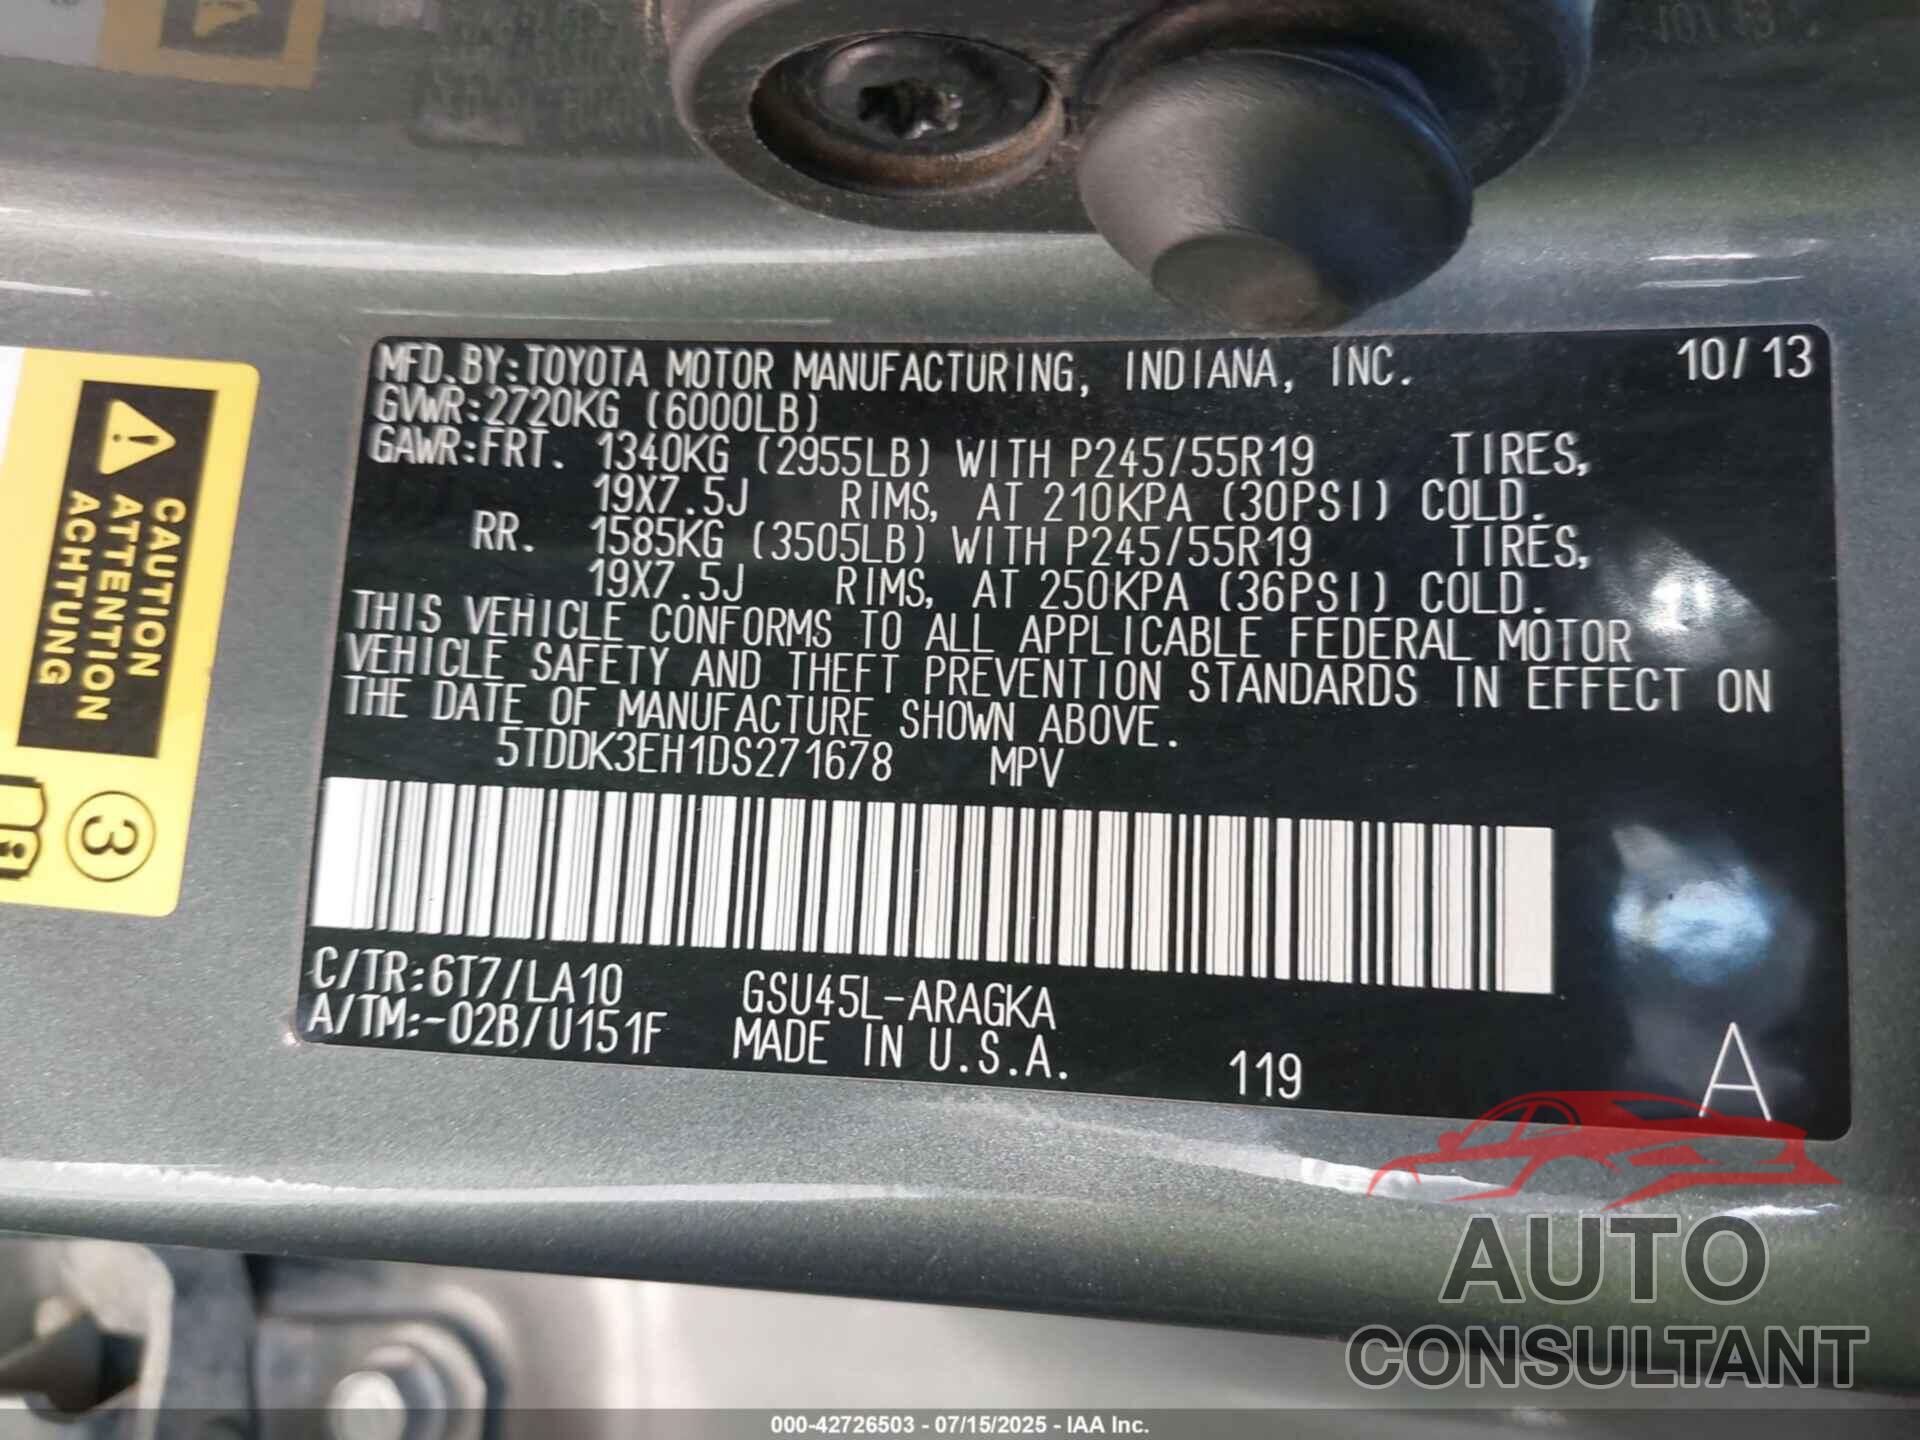 MFD.BY:TOYOTA MOTOR MANUFACTURING, INDIANA, INC. 10/13
GVWR:2720KG (6000LB)
GAWR:FRT. 1340KG (2955LB) WITH P245/55R19 TIRES,
19X7.5J RIMS, AT 210KPA (30PSI) COLD.
RR. 1585KG (3505LB) WITH P245/55R19 TIRES,
19X7.5J RIMS, AT 250KPA (36PSI) COLD.
THIS VEHICLE CONFORMS TO ALL APPLICABLE FEDERAL MOTOR
VEHICLE SAFETY AND THEFT PREVENTION STANDARDS IN EFFECT ON
THE DATE OF MANUFACTURE SHOWN ABOVE.
5TDDK3EH1DS271678 MPV
C/TR:6T7/LA10 GSU45L-ARAGKA
A/TM:-02B/U151F MADE IN U.S.A. 119 A
CAUTION
ATTENTION
ACHTUNG
3
AUTO
CONSULTANT
000-42726503 - 07/15/2025 - IAA Inc.